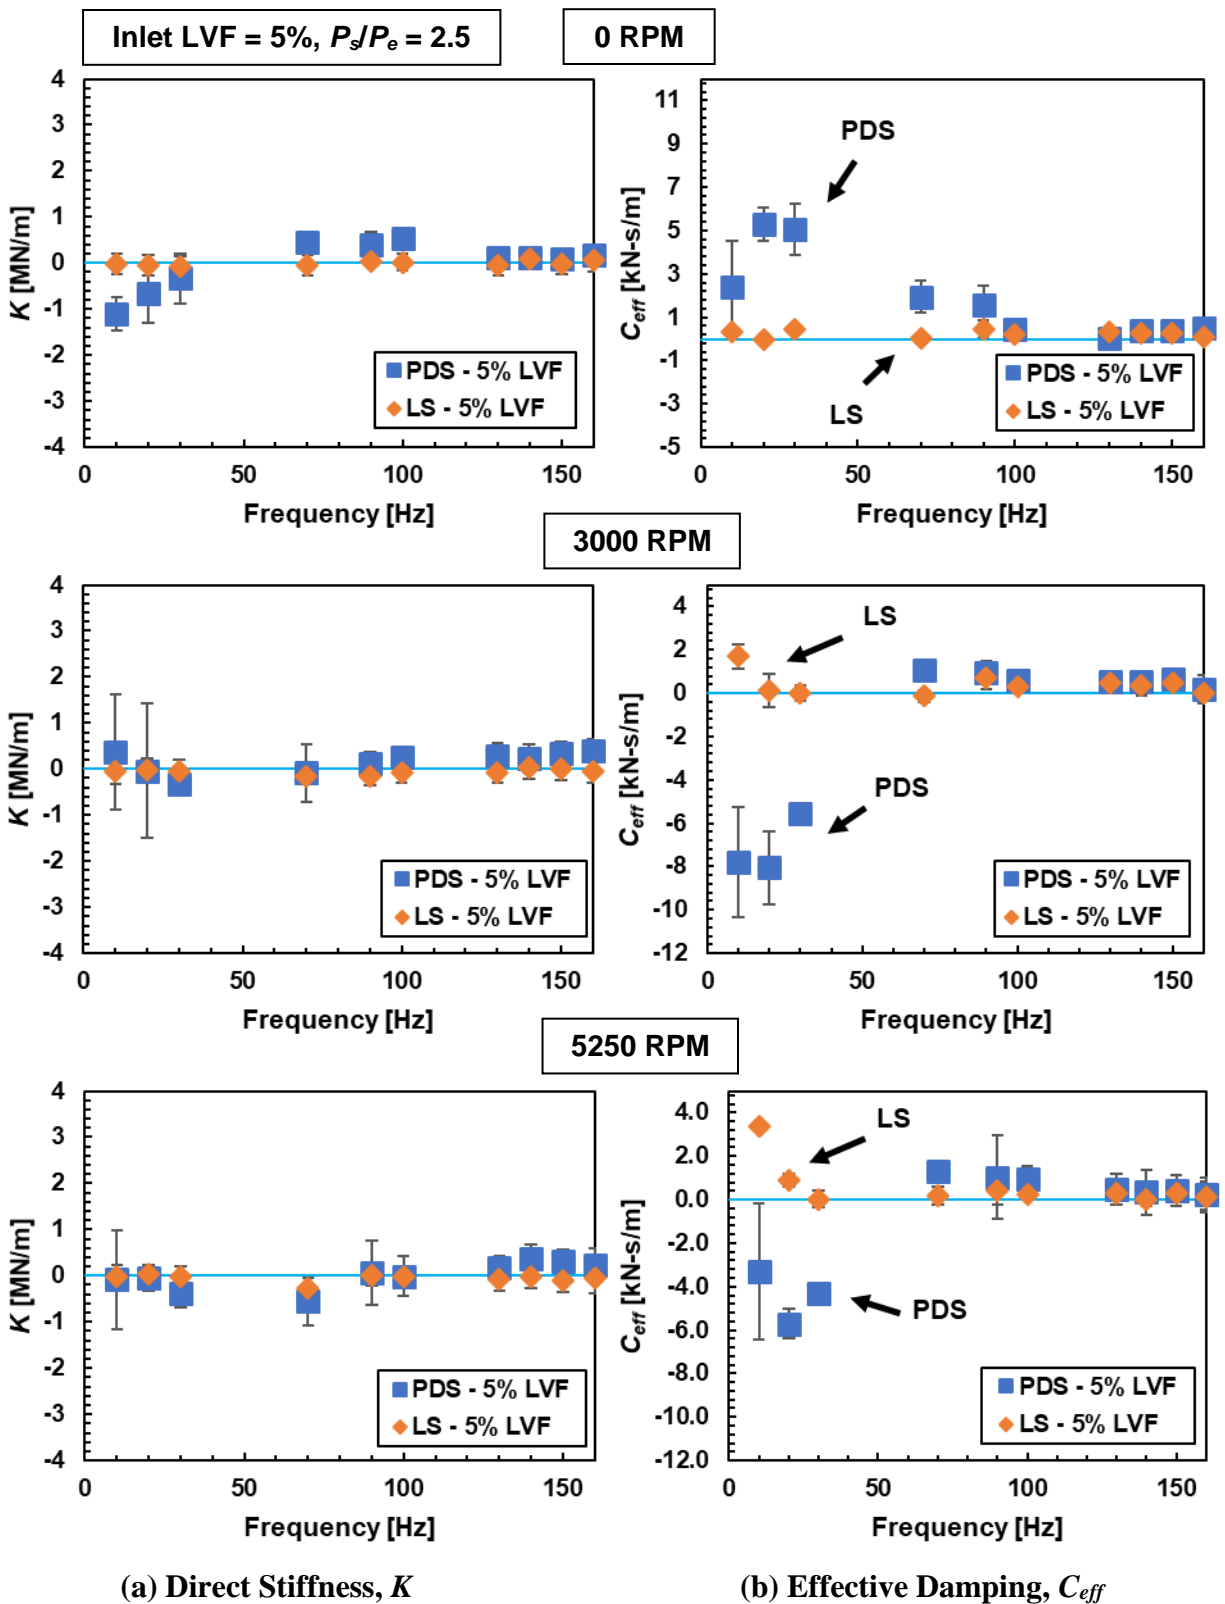 Inlet LVF = 5%, Ps/Pe = 2.5
0 RPM
4
3
2
1
0
-1
-2
-3
-4
K [MN/m]
PDS - 5% LVF
LS - 5% LVF
0 50 100 150
Frequency [Hz]
11
9
7
5
3
1
-1
-3
-5
Ceff [kN-s/m]
PDS
LS
PDS - 5% LVF
LS - 5% LVF
0 50 100 150
Frequency [Hz]
3000 RPM
4
3
2
1
0
-1
-2
-3
-4
K [MN/m]
PDS - 5% LVF
LS - 5% LVF
0 50 100 150
Frequency [Hz]
4
2
0
-2
-4
-6
-8
-10
-12
Ceff [kN-s/m]
LS
PDS
PDS - 5% LVF
LS - 5% LVF
0 50 100 150
Frequency [Hz]
5250 RPM
4
3
2
1
0
-1
-2
-3
-4
K [MN/m]
PDS - 5% LVF
LS - 5% LVF
0 50 100 150
Frequency [Hz]
4.0
2.0
0.0
-2.0
-4.0
-6.0
-8.0
-10.0
-12.0
Ceff [kN-s/m]
LS
PDS
PDS - 5% LVF
LS - 5% LVF
0 50 100 150
Frequency [Hz]
(a) Direct Stiffness, K
(b) Effective Damping, Ceff